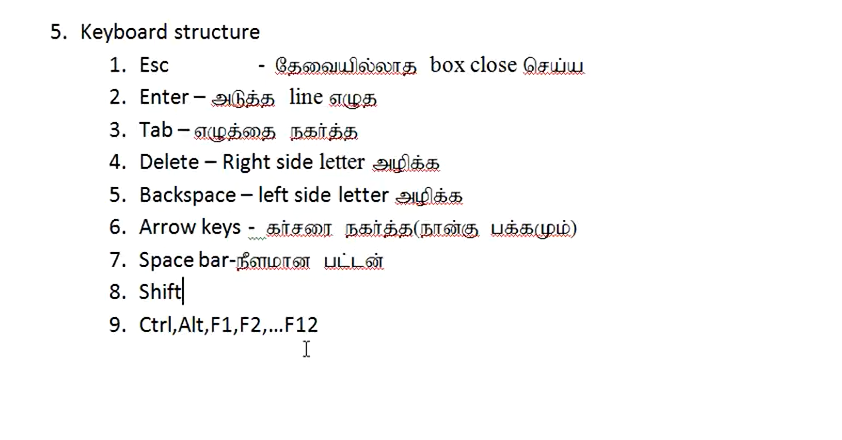 5. Keyboard structure
1. Esc - தேவையில்லாத box close செய்ய
2. Enter – அடுத்த line எழுத
3. Tab – எழுத்தை நகர்த்த
4. Delete – Right side letter அழிக்க
5. Backspace – left side letter அழிக்க
6. Arrow keys - கர்சரை நகர்த்த(நான்கு பக்கமும்)
7. Space bar-நீளமான பட்டன்
8. Shift
9. Ctrl,Alt,F1,F2,...F12